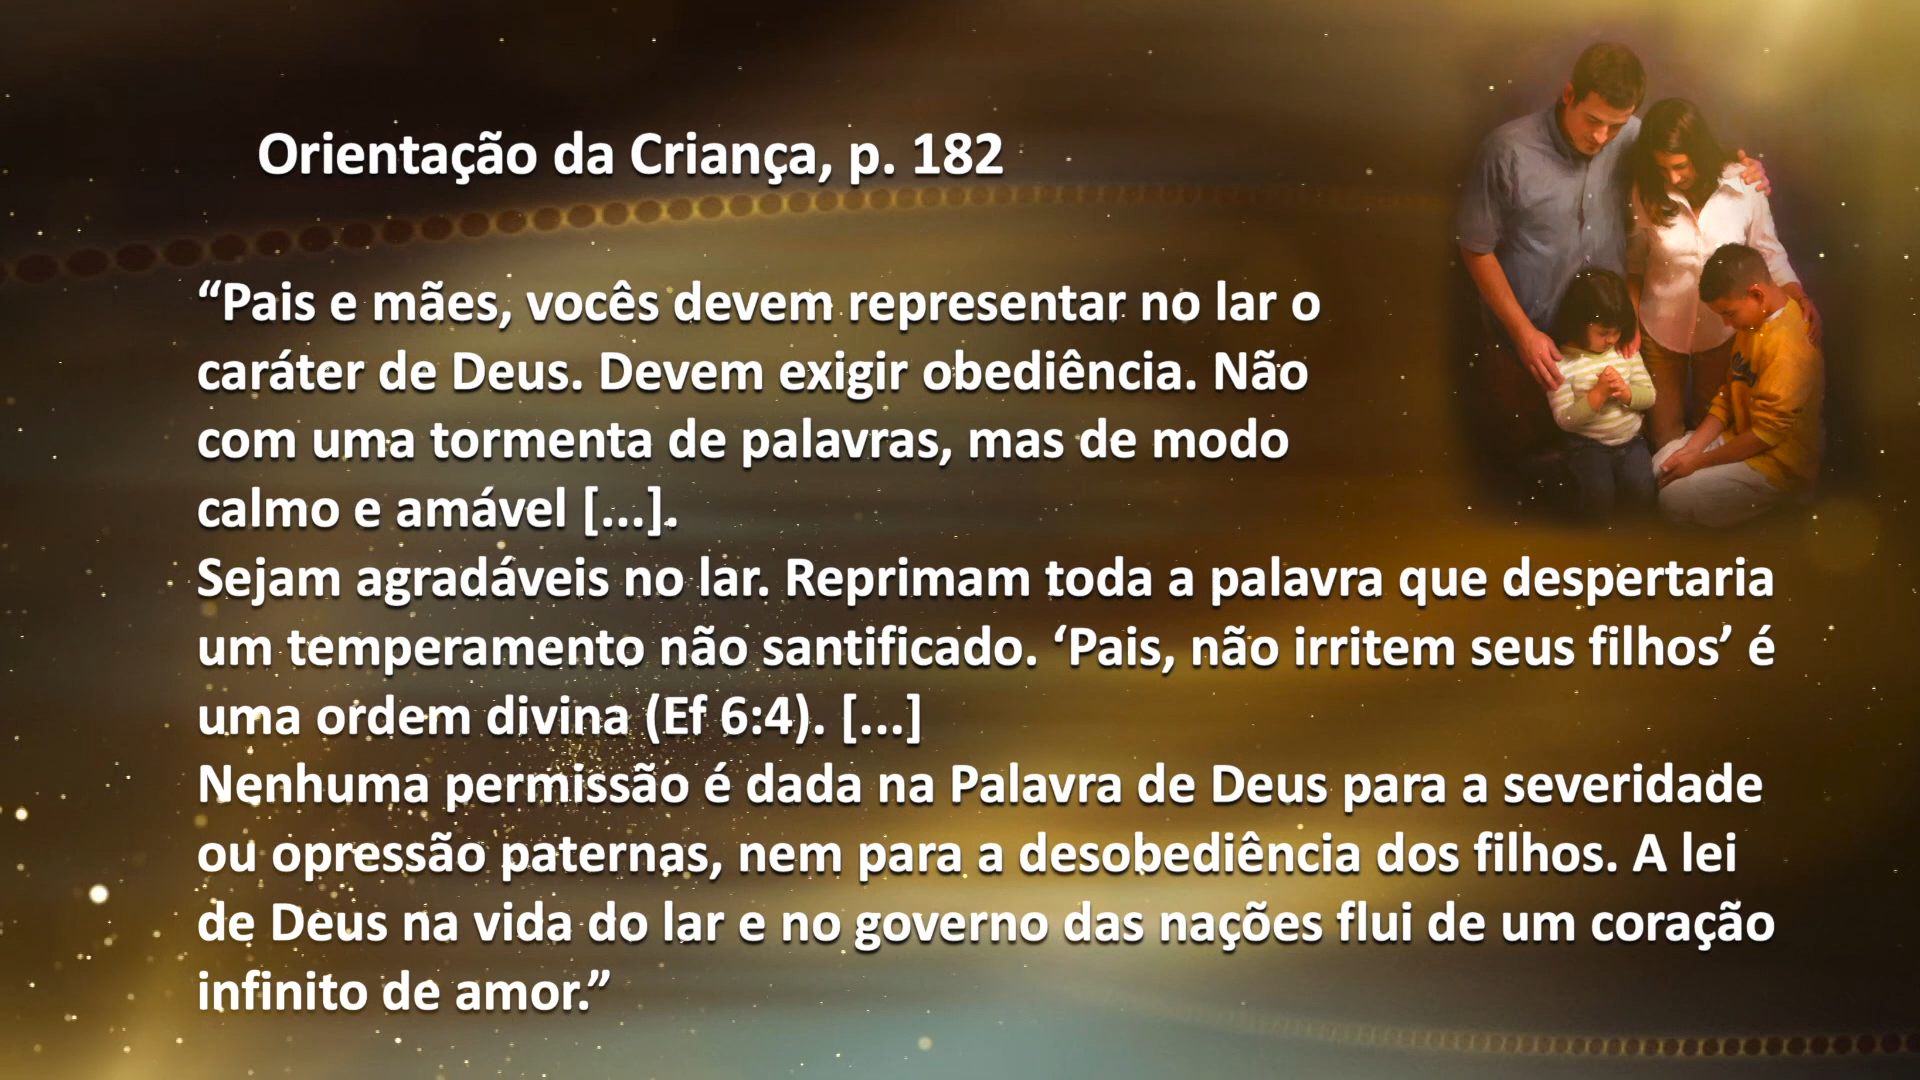 Orientação da Criança, p. 182
“Pais e mães, vocês devem representar no lar o
caráter de Deus. Devem exigir obediência. Não
com uma tormenta de palavras, mas de modo
calmo e amável [...].
Sejam agradáveis no lar. Reprimam toda a palavra que despertaria
um temperamento não santificado. ‘Pais, não irritem seus filhos’ é
uma ordem divina (Ef 6:4). [...]
Nenhuma permissão é dada na Palavra de Deus para a severidade
ou opressão paternas, nem para a desobediência dos filhos. A lei
de Deus na vida do lar e no governo das nações flui de um coração
infinito de amor.”